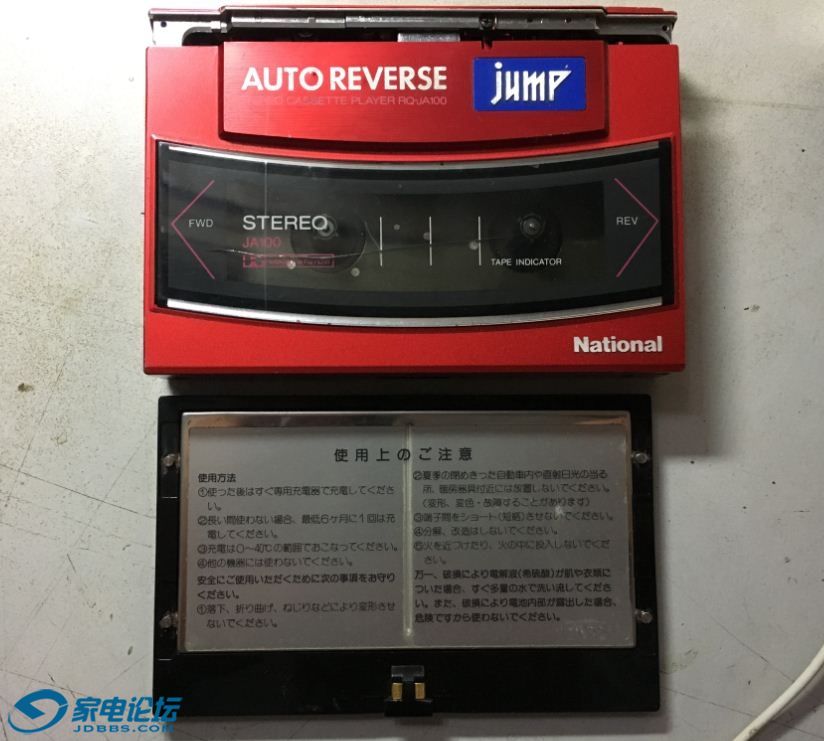 AUTO REVERSE
jump
STEREO CASSETTE PLAYER RQ-JA100
FWD
STEREO
JA100
REV
TAPE INDICATOR
National
使用上のご注意
使用方法
①使った後はすぐ専用充電器で充電してくださ
い。
②長い間使わない場合、最低6ヶ月に1回は充
電してください。
③充電は0〜40℃の範囲でおこなってください。
④他の機器には使わないでください。
安全にご使用いただくために次の事項をお守り
ください。
①落下、折り曲げ、ねじりなどにより変形させ
ないでください。
②夏季の閉めきった自動車内や直射日光の当る
所、暖房器具付近には放置しないでください。
(変形、変色・故障することがあります)
③端子間をショート(短絡)させないでください。
④分解、改造はしないでください。
⑤火を近づけたり、火の中に投入しないでくだ
さい。
万一、破損により電解液(希硫酸)が肌や衣類に
ついた場合、すぐ多量の水で洗い流してくださ
い。また、破損により電池内部が露出した場合、
危険ですから使わないでください。
家电论坛
JDBBS.COM